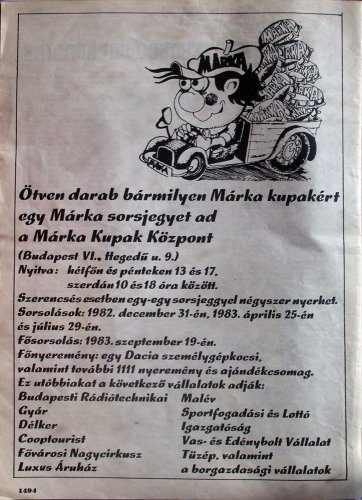 MÁRKA
MÁRKA
MÁRKA
Ötven darab bármilyen Márka kupakért
egy Márka sorsjegyet ad
a Márka Kupak Központ
(Budapest VI., Hegedű u. 9.)
Nyitva: hétfőn és pénteken 13 és 17.
szerdán 10 és 18 óra között.
Szerencsés esetben egy-egy sorsjeggyel négyszer nyerhet.
Sorsolások: 1982. december 31-én, 1983. április 25-én
és július 29-én.
Fősorsolás: 1983. szeptember 19-én.
Főnyeremény: egy Dacia személygépkocsi,
valamint további 1111 nyeremény és ajándékcsomag.
Ez utóbbiakat a következő vállalatok adják:
Budapesti Rádiótechnikai
Gyár
Délker
Cooptourist
Fővárosi Nagycirkusz
Luxus Áruház
Malév
Sportfogadási és Lottó
Igazgatóság
Vas- és Edénybolt Vállalat
Tüzép, valamint
a borgazdasági vállalatok
1494